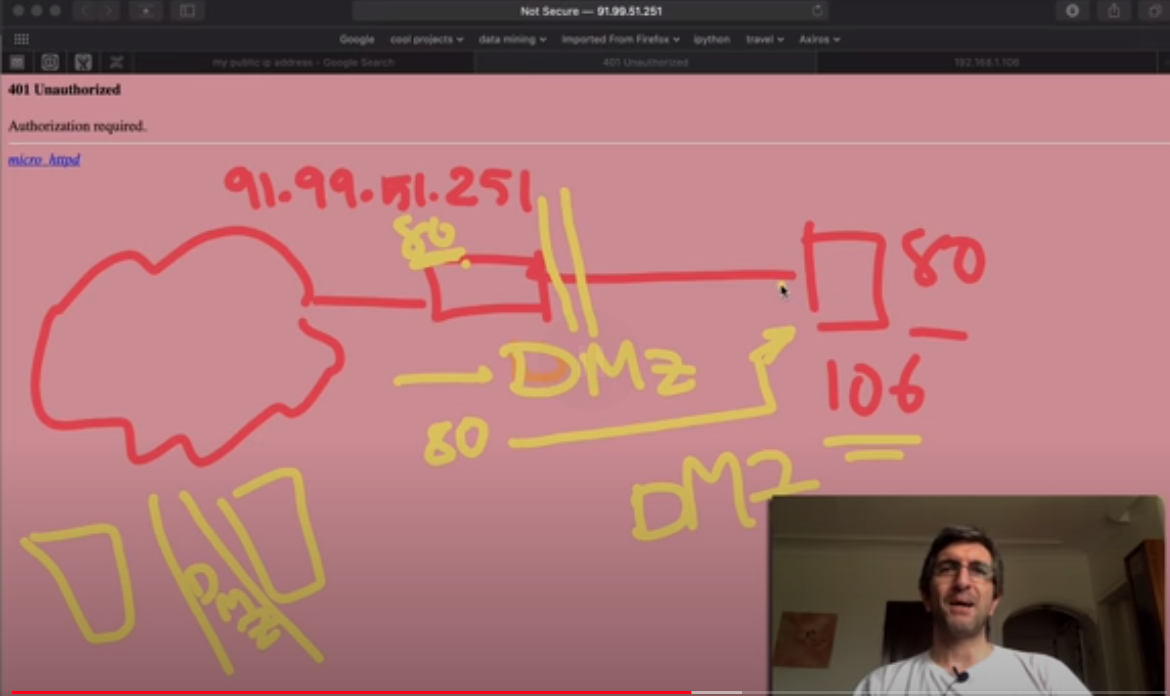 Not Secure — 91.99.51.251
Google cool projects data mining Imported From Firefox ipython travel Axiros
my public ip address - Google Search 401 Unauthorized 192.168.1.106
401 Unauthorized
Authorization required.
micro_httpd
91.99.51.251
80
80
DMZ
106
80
DMZ
DMZ